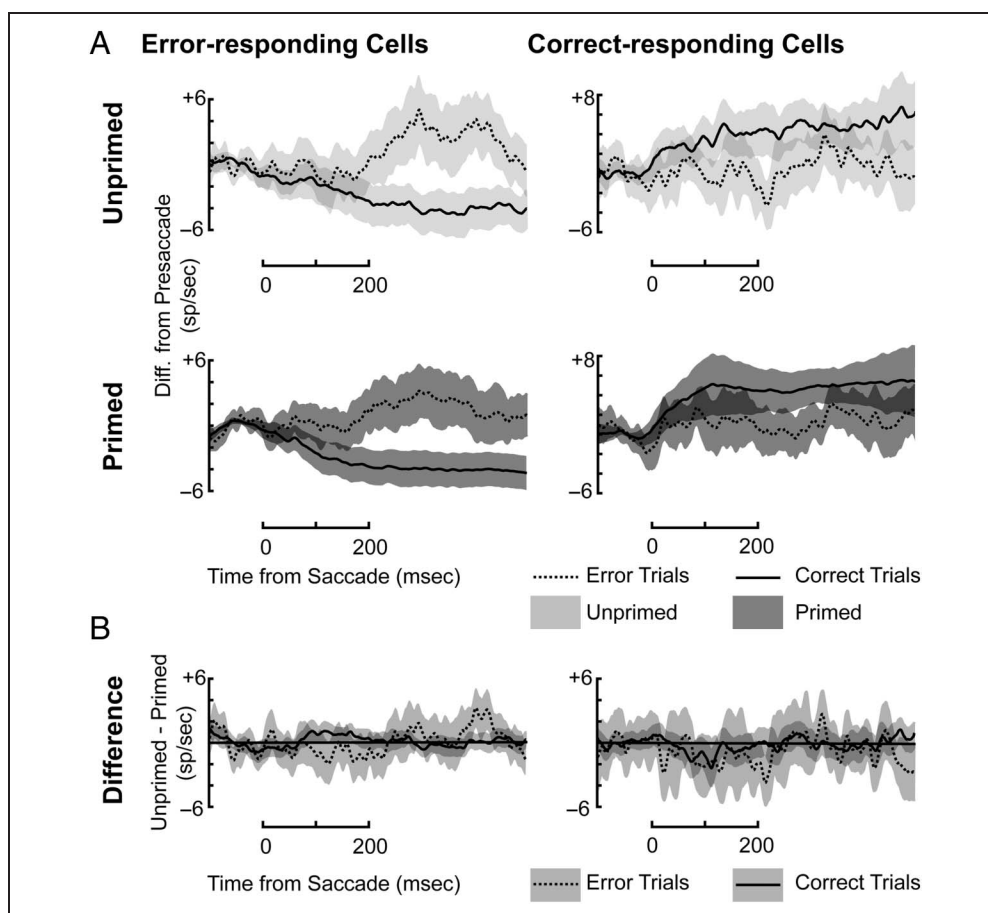 A
Error-responding Cells
Correct-responding Cells
Unprimed
+6
–6
0
200
+8
–6
0
200
Diff. from Presaccade
(sp/sec)
Primed
+6
–6
0
200
Time from Saccade (msec)
+8
–6
0
200
Error Trials
Correct Trials
Unprimed
Primed
B
Difference
Unprimed - Primed
(sp/sec)
+6
–6
0
200
Time from Saccade (msec)
+6
–6
0
200
Error Trials
Correct Trials